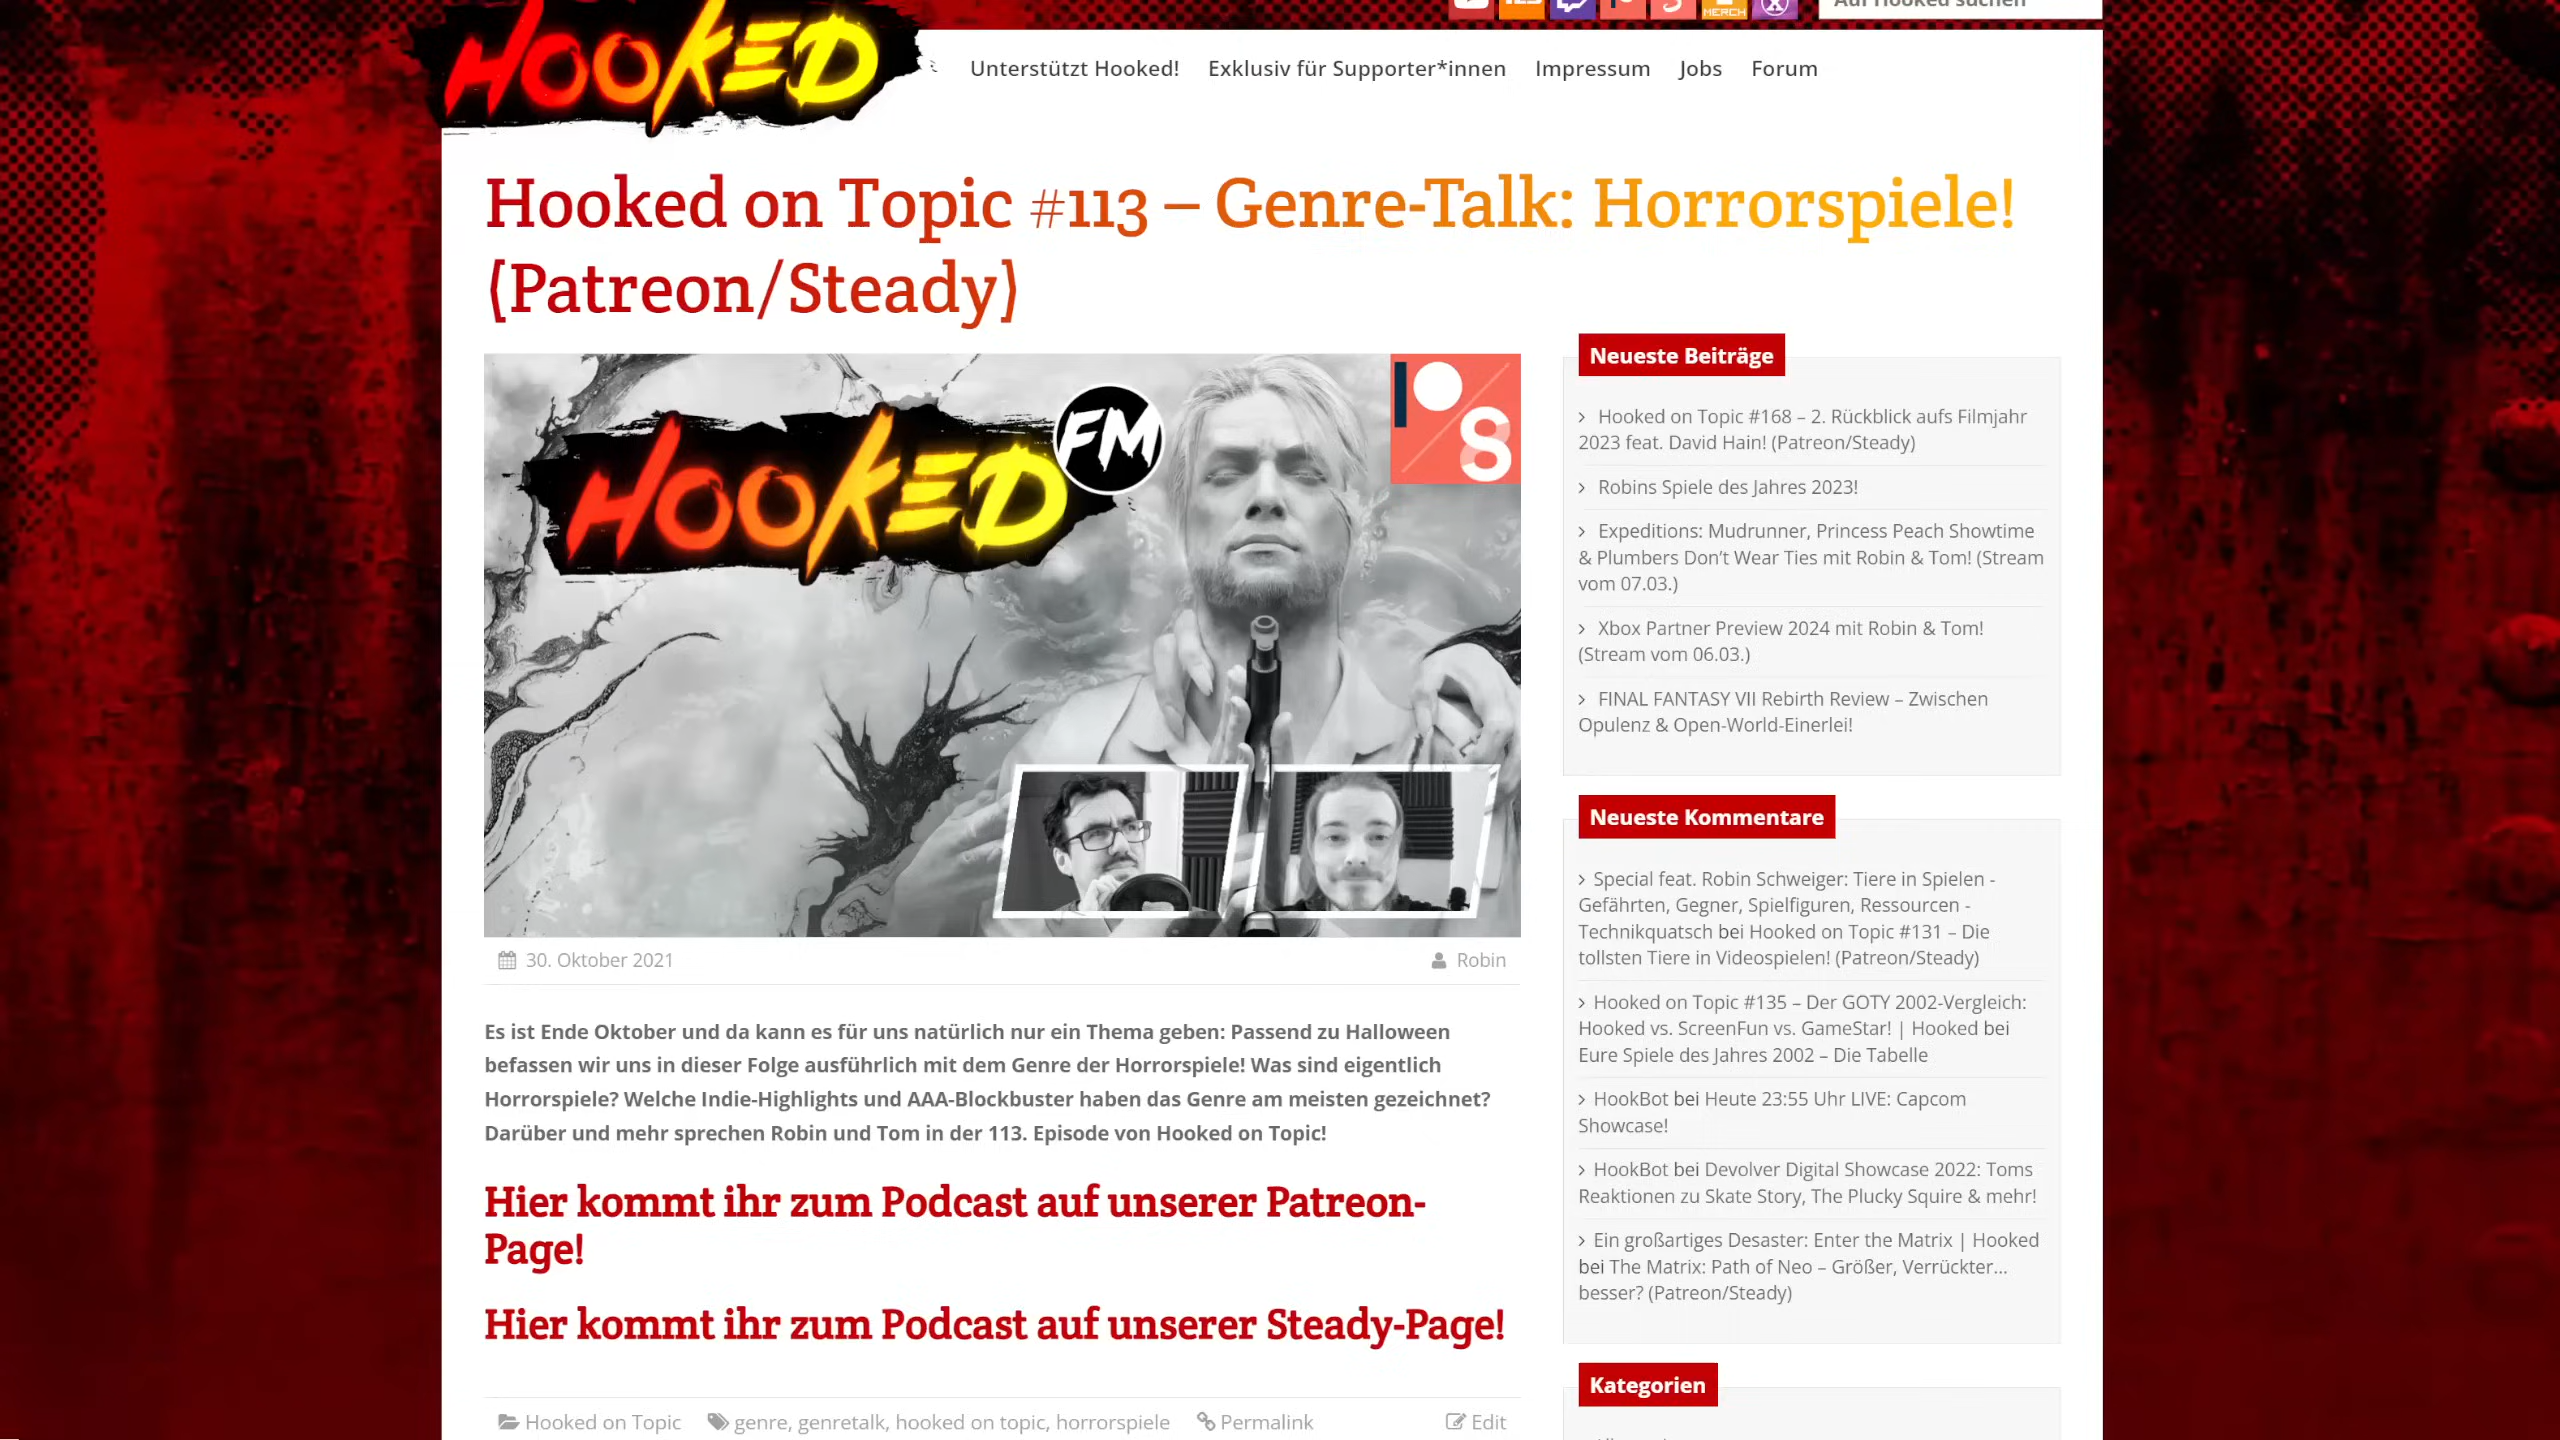 HOOKED
MERCH
Auf Hooked suchen
Unterstützt Hooked!
Exklusiv für Supporter*innen
Impressum
Jobs
Forum
Hooked on Topic #113 – Genre-Talk: Horrorspiele!
(Patreon/Steady)
HOOKED
FM
30. Oktober 2021
Robin
Es ist Ende Oktober und da kann es für uns natürlich nur ein Thema geben: Passend zu Halloween
befassen wir uns in dieser Folge ausführlich mit dem Genre der Horrorspiele! Was sind eigentlich
Horrorspiele? Welche Indie-Highlights und AAA-Blockbuster haben das Genre am meisten gezeichnet?
Darüber und mehr sprechen Robin und Tom in der 113. Episode von Hooked on Topic!
Hier kommt ihr zum Podcast auf unserer Patreon-
Page!
Hier kommt ihr zum Podcast auf unserer Steady-Page!
Hooked on Topic
genre, genretalk, hooked on topic, horrorspiele
Permalink
Edit
Neueste Beiträge
Hooked on Topic #168 – 2. Rückblick aufs Filmjahr
2023 feat. David Hain! (Patreon/Steady)
Robins Spiele des Jahres 2023!
Expeditions: Mudrunner, Princess Peach Showtime
& Plumbers Don’t Wear Ties mit Robin & Tom! (Stream
vom 07.03.)
Xbox Partner Preview 2024 mit Robin & Tom!
(Stream vom 06.03.)
FINAL FANTASY VII Rebirth Review – Zwischen
Opulenz & Open-World-Einerlei!
Neueste Kommentare
Special feat. Robin Schweiger: Tiere in Spielen -
Gefährten, Gegner, Spielfiguren, Ressourcen -
Technikquatsch bei Hooked on Topic #131 – Die
tollsten Tiere in Videospielen! (Patreon/Steady)
Hooked on Topic #135 – Der GOTY 2002-Vergleich:
Hooked vs. ScreenFun vs. GameStar! | Hooked bei
Eure Spiele des Jahres 2002 – Die Tabelle
HookBot bei Heute 23:55 Uhr LIVE: Capcom
Showcase!
HookBot bei Devolver Digital Showcase 2022: Toms
Reaktionen zu Skate Story, The Plucky Squire & mehr!
Ein großartiges Desaster: Enter the Matrix | Hooked
bei The Matrix: Path of Neo – Größer, Verrückter…
besser? (Patreon/Steady)
Kategorien